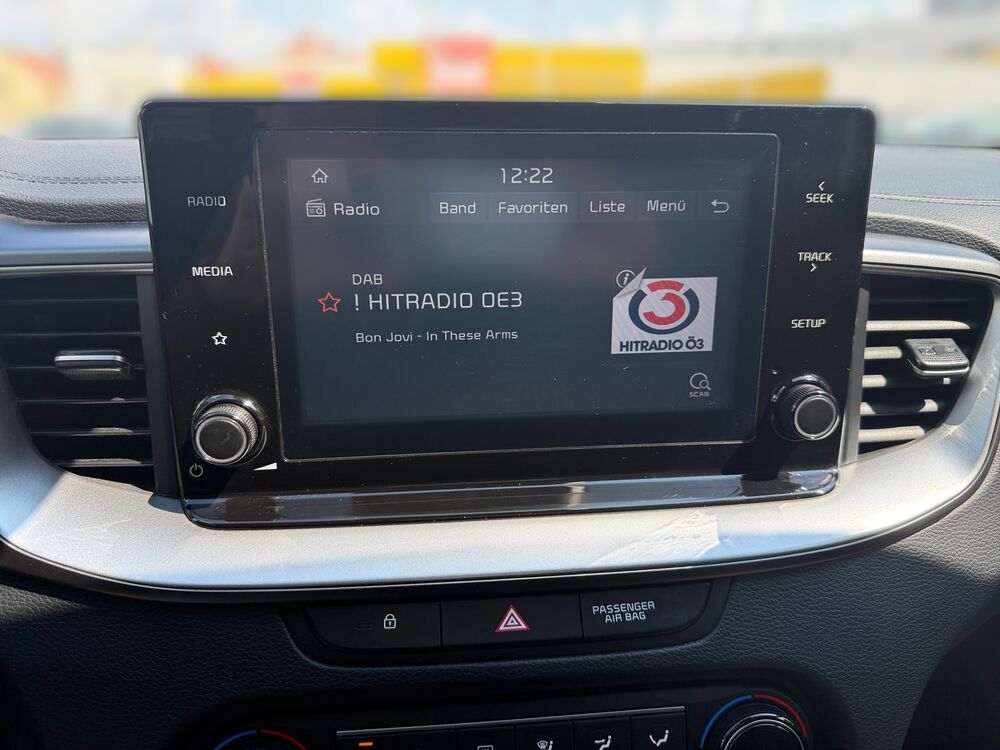 12:22
RADIO
Radio Band Favoriten Liste Menü
SEEK
MEDIA
TRACK
DAB
! HITRADIO OE3
Bon Jovi - In These Arms
HITRADIO Ö3
SETUP
SCAN
PASSENGER
AIR BAG